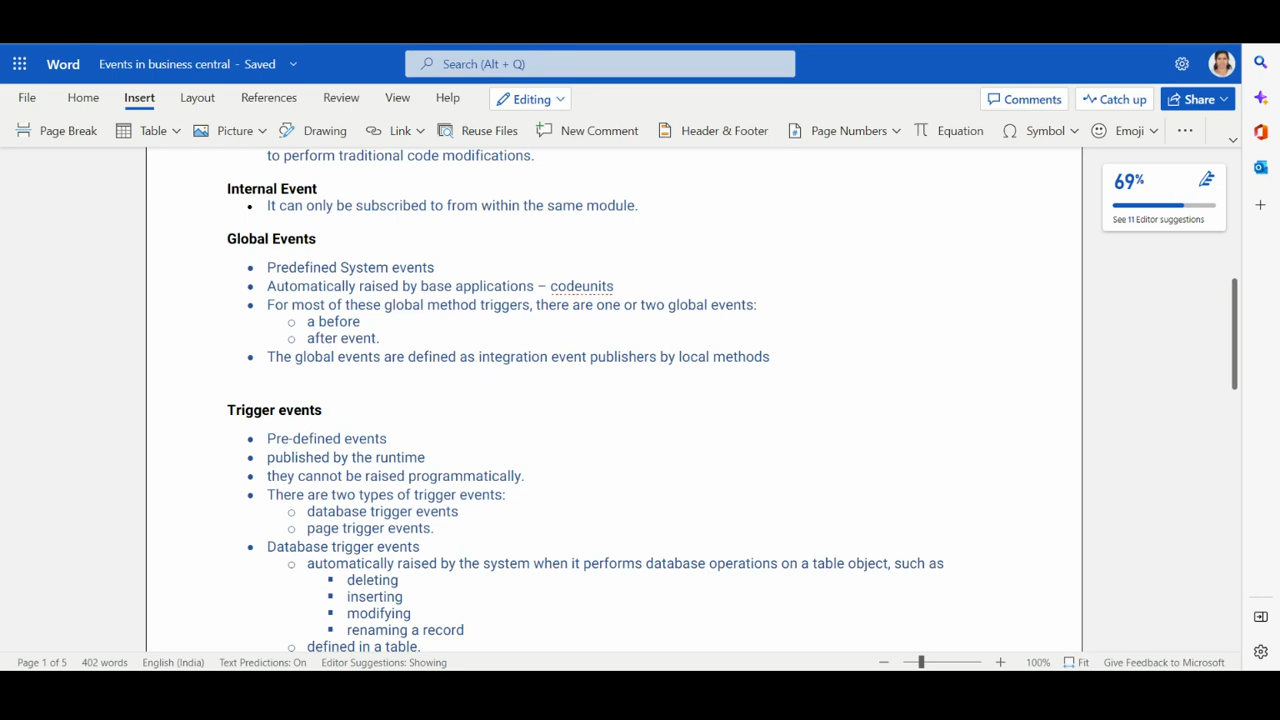 Word Events in business central - Saved Search (Alt + Q)
File Home Insert Layout References Review View Help Editing Comments Catch up Share
Page Break Table Picture Drawing Link Reuse Files New Comment Header & Footer Page Numbers Equation Symbol Emoji
to perform traditional code modifications.
69%
See 11 Editor suggestions
Internal Event
• It can only be subscribed to from within the same module.
Global Events
• Predefined System events
• Automatically raised by base applications – codeunits
• For most of these global method triggers, there are one or two global events:
○ a before
○ after event.
• The global events are defined as integration event publishers by local methods
Trigger events
• Pre-defined events
• published by the runtime
• they cannot be raised programmatically.
• There are two types of trigger events:
○ database trigger events
○ page trigger events.
• Database trigger events
○ automatically raised by the system when it performs database operations on a table object, such as
▪ deleting
▪ inserting
▪ modifying
▪ renaming a record
○ defined in a table.
Page 1 of 5 402 words English (India) Text Predictions: On Editor Suggestions: Showing 100% Fit Give Feedback to Microsoft